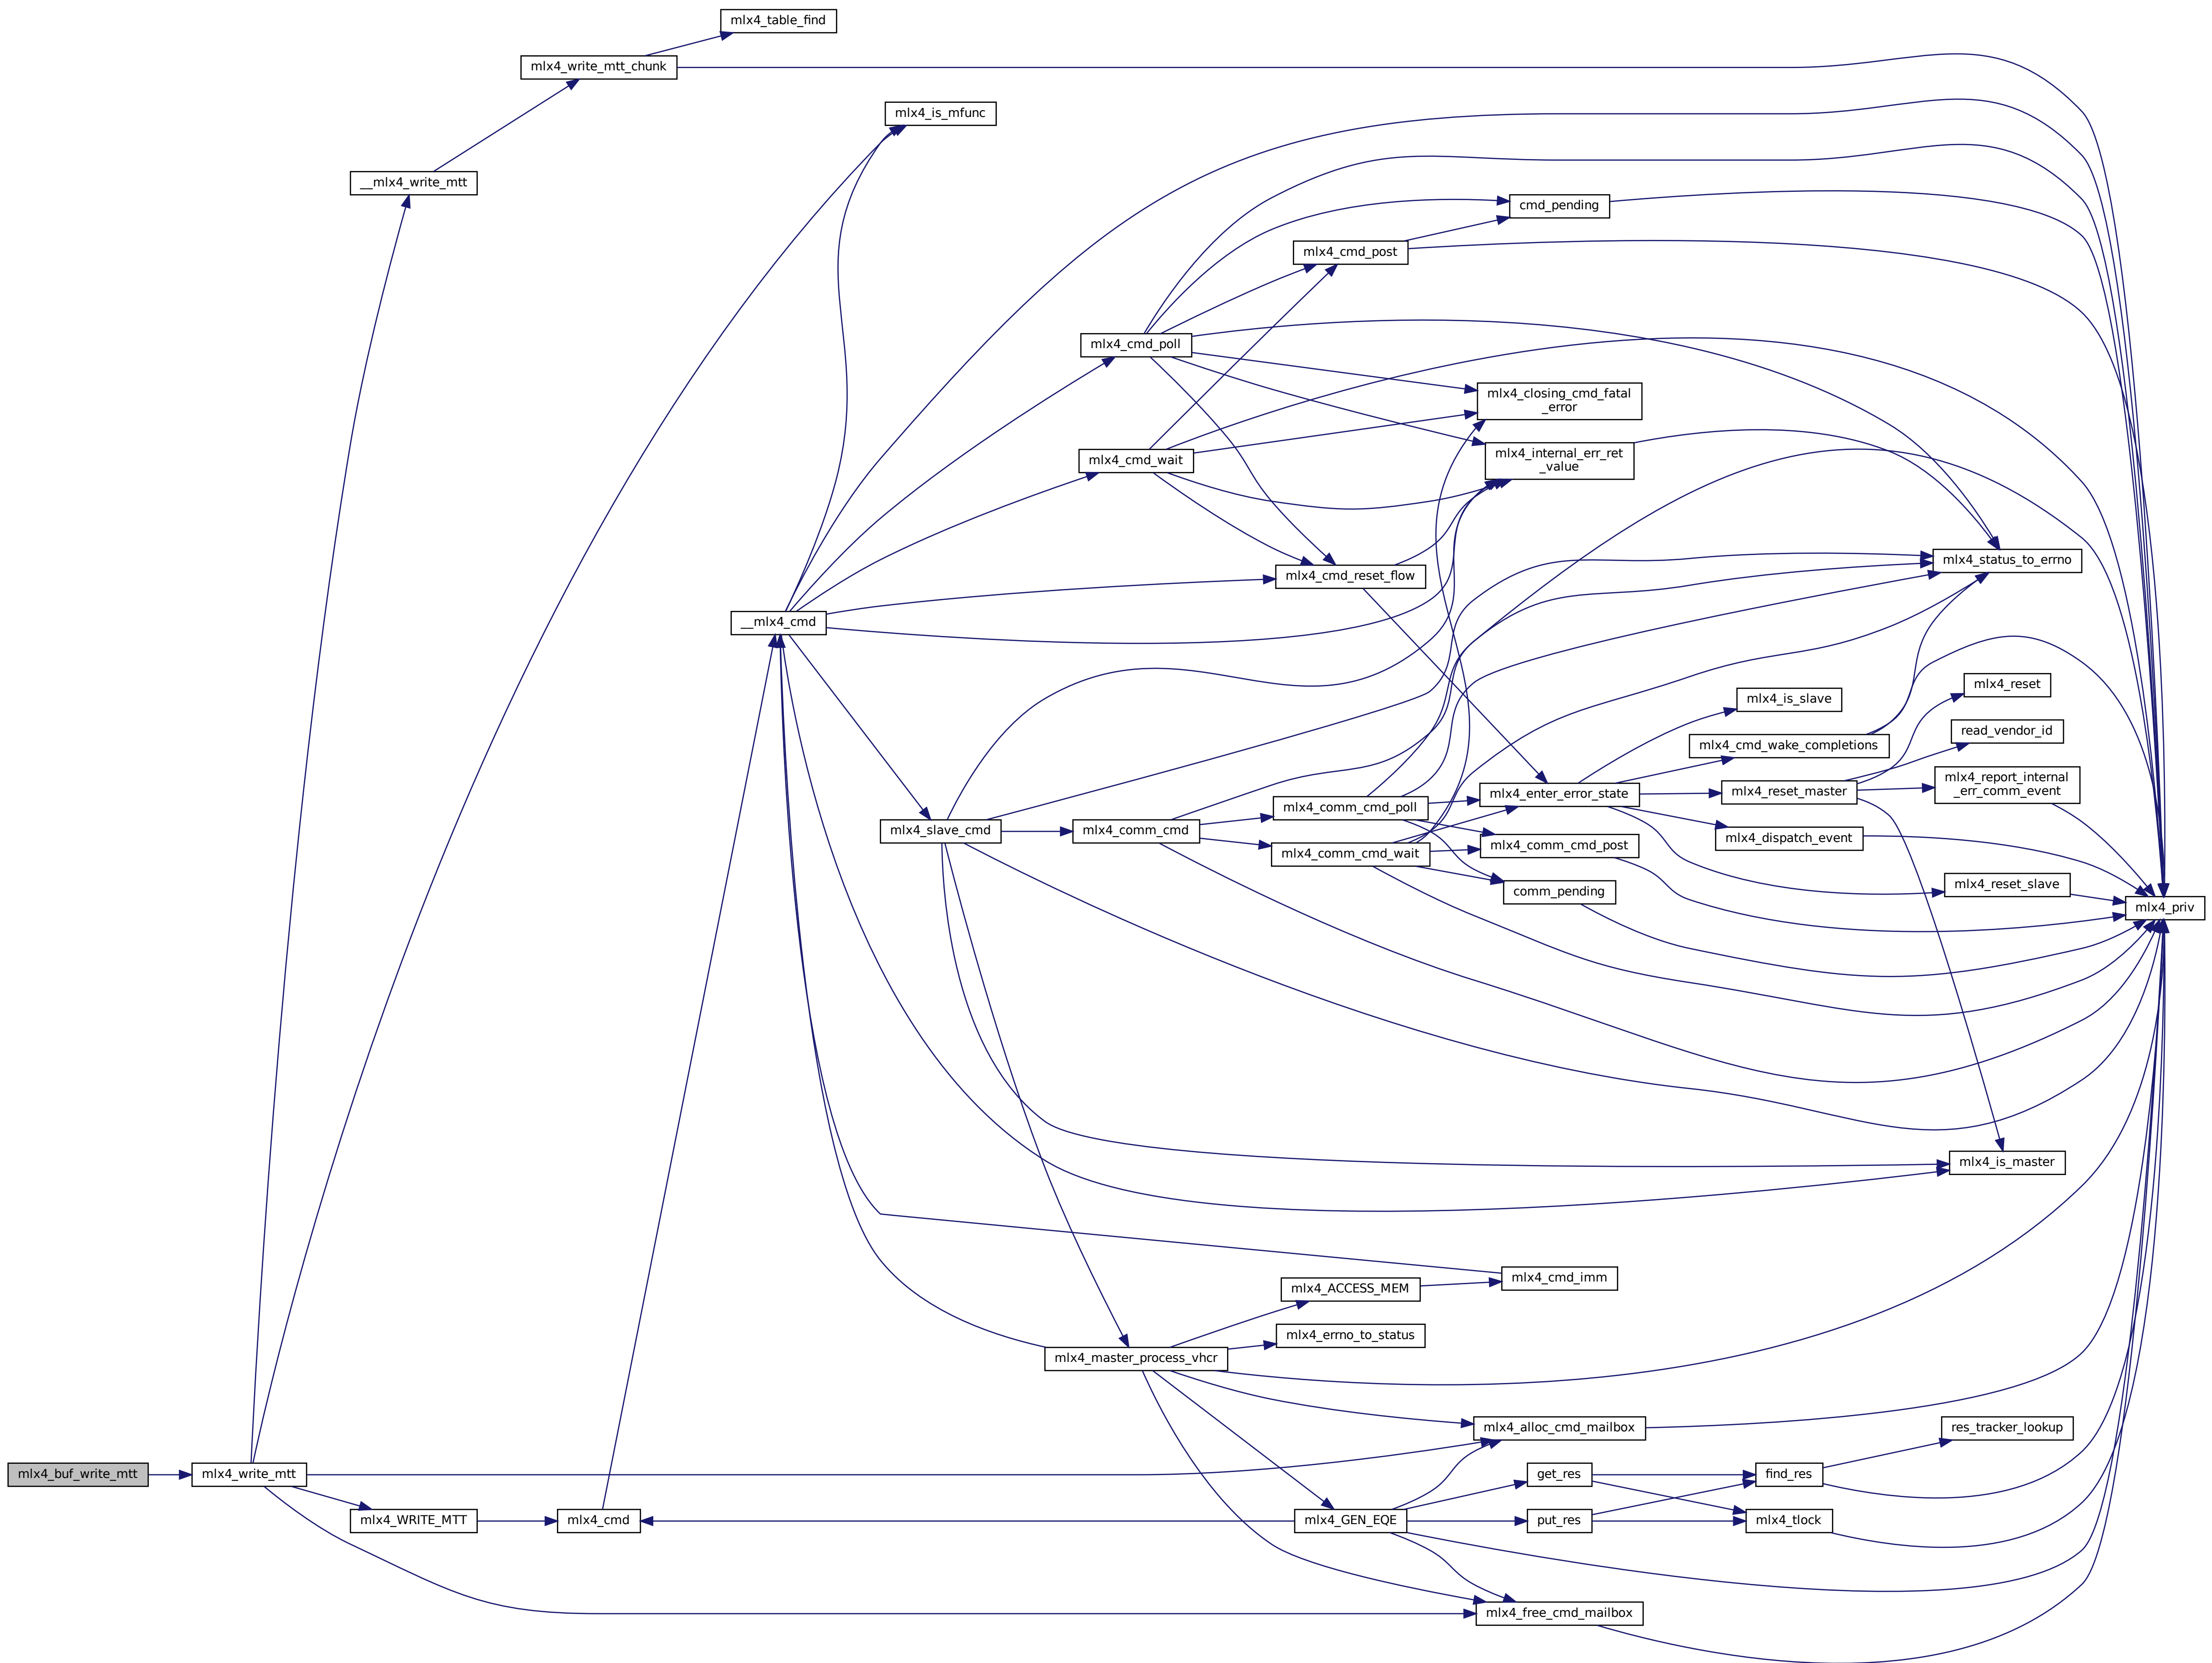 mlx4_table_find
mlx4_write_mtt_chunk
mlx4_is_mfunc
__mlx4_write_mtt
cmd_pending
mlx4_cmd_post
mlx4_cmd_poll
mlx4_closing_cmd_fatal
_error
mlx4_cmd_wait
mlx4_internal_err_ret
_value
mlx4_status_to_errno
mlx4_cmd_reset_flow
__mlx4_cmd
mlx4_reset
mlx4_is_slave
read_vendor_id
mlx4_cmd_wake_completions
mlx4_report_internal
_err_comm_event
mlx4_enter_error_state
mlx4_reset_master
mlx4_comm_cmd_poll
mlx4_slave_cmd
mlx4_comm_cmd
mlx4_dispatch_event
mlx4_comm_cmd_post
mlx4_comm_cmd_wait
mlx4_reset_slave
comm_pending
mlx4_priv
mlx4_is_master
mlx4_cmd_imm
mlx4_ACCESS_MEM
mlx4_errno_to_status
mlx4_master_process_vhcr
mlx4_alloc_cmd_mailbox
res_tracker_lookup
mlx4_buf_write_mtt
mlx4_write_mtt
get_res
find_res
mlx4_WRITE_MTT
mlx4_cmd
mlx4_GEN_EQE
put_res
mlx4_tlock
mlx4_free_cmd_mailbox